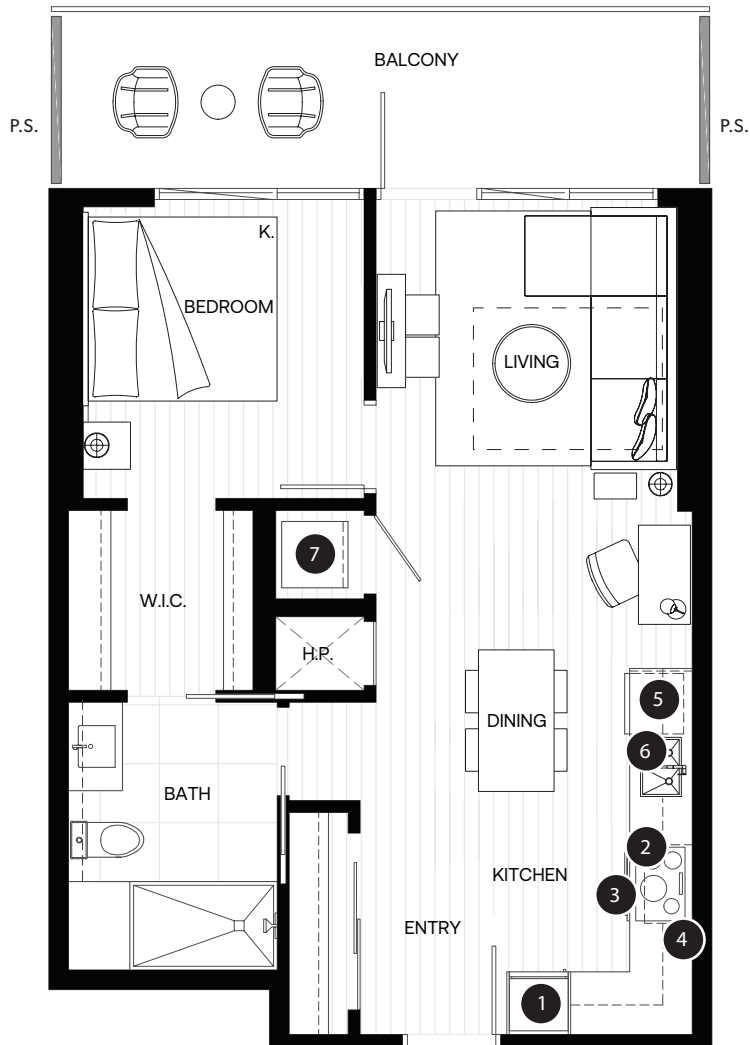 BALCONY
P.S.
P.S.
K.
BEDROOM
LIVING
7
W.I.C.
H.P.
5
DINING
6
BATH
2
KITCHEN
3
ENTRY
4
1